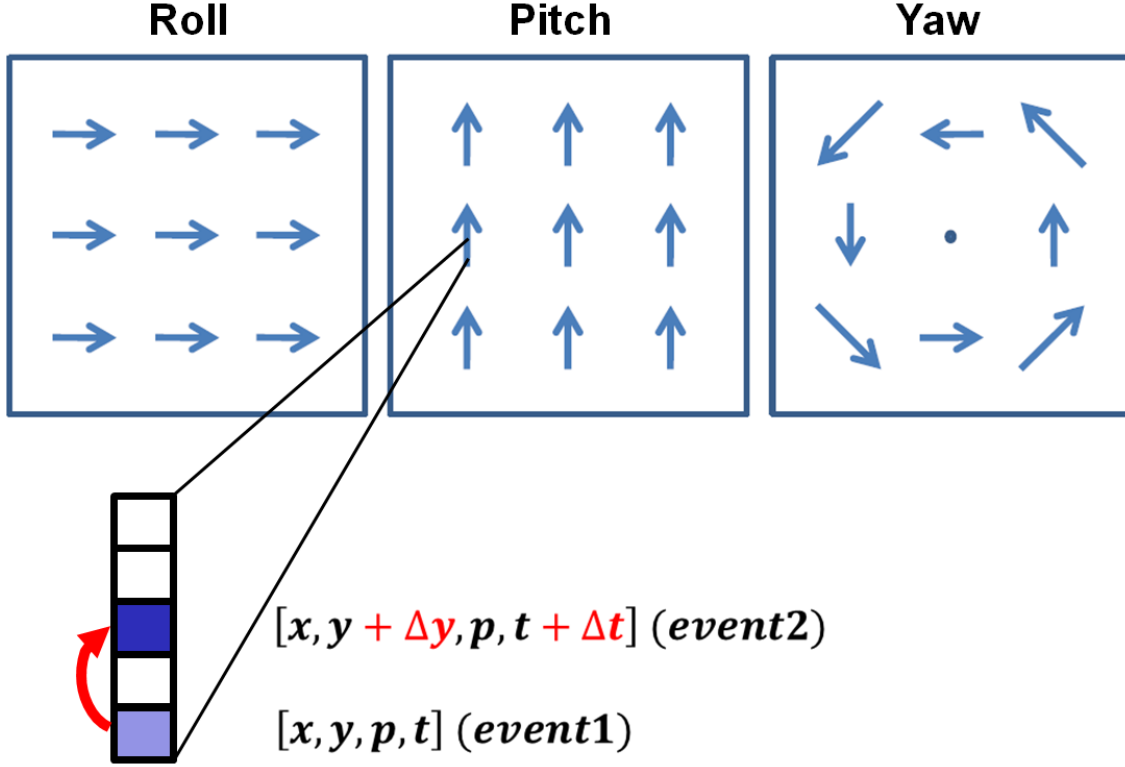 Roll Pitch Yaw
[x, y + Δy, p, t + Δt] (event2)
[x, y, p, t] (event1)